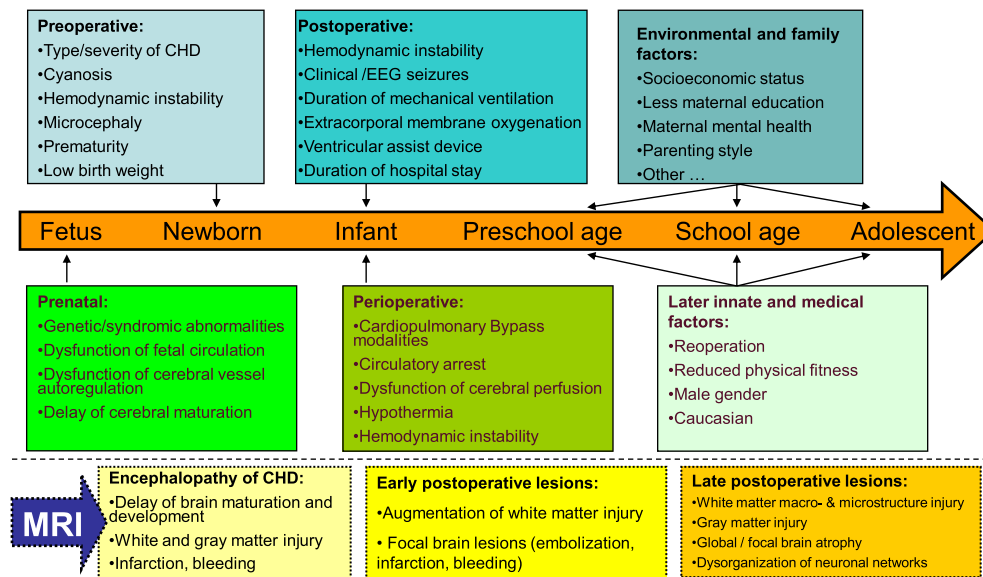 Preoperative:
•Type/severity of CHD
•Cyanosis
•Hemodynamic instability
•Microcephaly
•Prematurity
•Low birth weight
Postoperative:
•Hemodynamic instability
•Clinical /EEG seizures
•Duration of mechanical ventilation
•Extracorporal membrane oxygenation
•Ventricular assist device
•Duration of hospital stay
Environmental and family
factors:
•Socioeconomic status
•Less maternal education
•Maternal mental health
•Parenting style
•Other ...
Fetus Newborn Infant Preschool age School age Adolescent
Prenatal:
•Genetic/syndromic abnormalities
•Dysfunction of fetal circulation
•Dysfunction of cerebral vessel
autoregulation
•Delay of cerebral maturation
Perioperative:
•Cardiopulmonary Bypass
modalities
•Circulatory arrest
•Dysfunction of cerebral perfusion
•Hypothermia
•Hemodynamic instability
Later innate and medical
factors:
•Reoperation
•Reduced physical fitness
•Male gender
•Caucasian
MRI
Encephalopathy of CHD:
•Delay of brain maturation and
development
•White and gray matter injury
•Infarction, bleeding
Early postoperative lesions:
•Augmentation of white matter injury
• Focal brain lesions (embolization,
infarction, bleeding)
Late postoperative lesions:
•White matter macro- & microstructure injury
•Gray matter injury
•Global / focal brain atrophy
•Dysorganization of neuronal networks